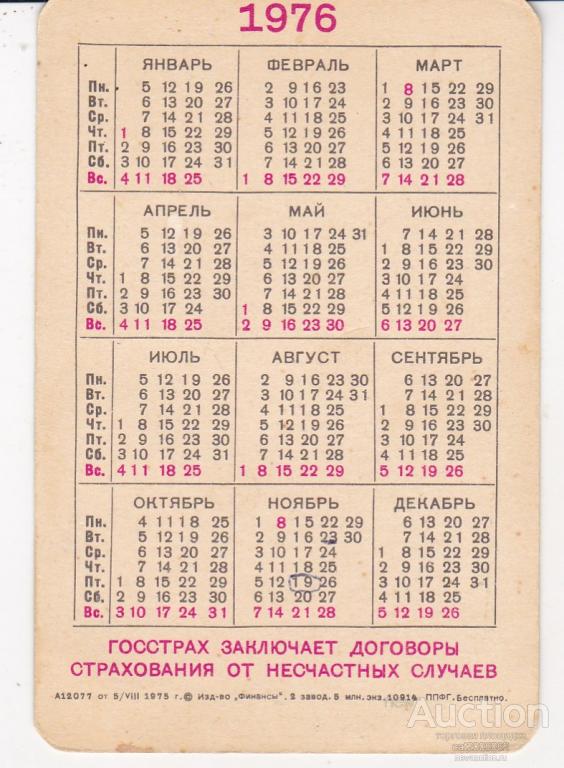 1976
ЯНВАРЬ ФЕВРАЛЬ МАРТ
Пн. 5 12 19 26 2 9 16 23 1 8 15 22 29
Вт. 6 13 20 27 3 10 17 24 2 9 16 23 30
Ср. 7 14 21 28 4 11 18 25 3 10 17 24 31
Чт. 1 8 15 22 29 5 12 19 26 4 11 18 25
Пт. 2 9 16 23 30 6 13 20 27 5 12 19 26
Сб. 3 10 17 24 31 7 14 21 28 6 13 20 27
Вс. 4 11 18 25 1 8 15 22 29 7 14 21 28
АПРЕЛЬ МАЙ ИЮНЬ
Пн. 5 12 19 26 3 10 17 24 31 7 14 21 28
Вт. 6 13 20 27 4 11 18 25 1 8 15 22 29
Ср. 7 14 21 28 5 12 19 26 2 9 16 23 30
Чт. 1 8 15 22 29 6 13 20 27 3 10 17 24
Пт. 2 9 16 23 30 7 14 21 28 4 11 18 25
Сб. 3 10 17 24 1 8 15 22 29 5 12 19 26
Вс. 4 11 18 25 2 9 16 23 30 6 13 20 27
ИЮЛЬ АВГУСТ СЕНТЯБРЬ
Пн. 5 12 19 26 2 9 16 23 30 6 13 20 27
Вт. 6 13 20 27 3 10 17 24 31 7 14 21 28
Ср. 7 14 21 28 4 11 18 25 1 8 15 22 29
Чт. 1 8 15 22 29 5 12 19 26 2 9 16 23 30
Пт. 2 9 16 23 30 6 13 20 27 3 10 17 24
Сб. 3 10 17 24 31 7 14 21 28 4 11 18 25
Вс. 4 11 18 25 1 8 15 22 29 5 12 19 26
ОКТЯБРЬ НОЯБРЬ ДЕКАБРЬ
Пн. 4 11 18 25 1 8 15 22 29 6 13 20 27
Вт. 5 12 19 26 2 9 16 23 30 7 14 21 28
Ср. 6 13 20 27 3 10 17 24 1 8 15 22 29
Чт. 7 14 21 28 4 11 18 25 2 9 16 23 30
Пт. 1 8 15 22 29 5 12 19 26 3 10 17 24 31
Сб. 2 9 16 23 30 6 13 20 27 4 11 18 25
Вс. 3 10 17 24 31 7 14 21 28 5 12 19 26
ГОССТРАХ ЗАКЛЮЧАЕТ ДОГОВОРЫ
СТРАХОВАНИЯ ОТ НЕСЧАСТНЫХ СЛУЧАЕВ
А12077 от 5/VIII 1975 г. © Изд-во „Финансы". 2 завод. 5 млн. экз. 10914 ППФГ. Бесплатно.
Auction
торговая площадка
newauction.ru